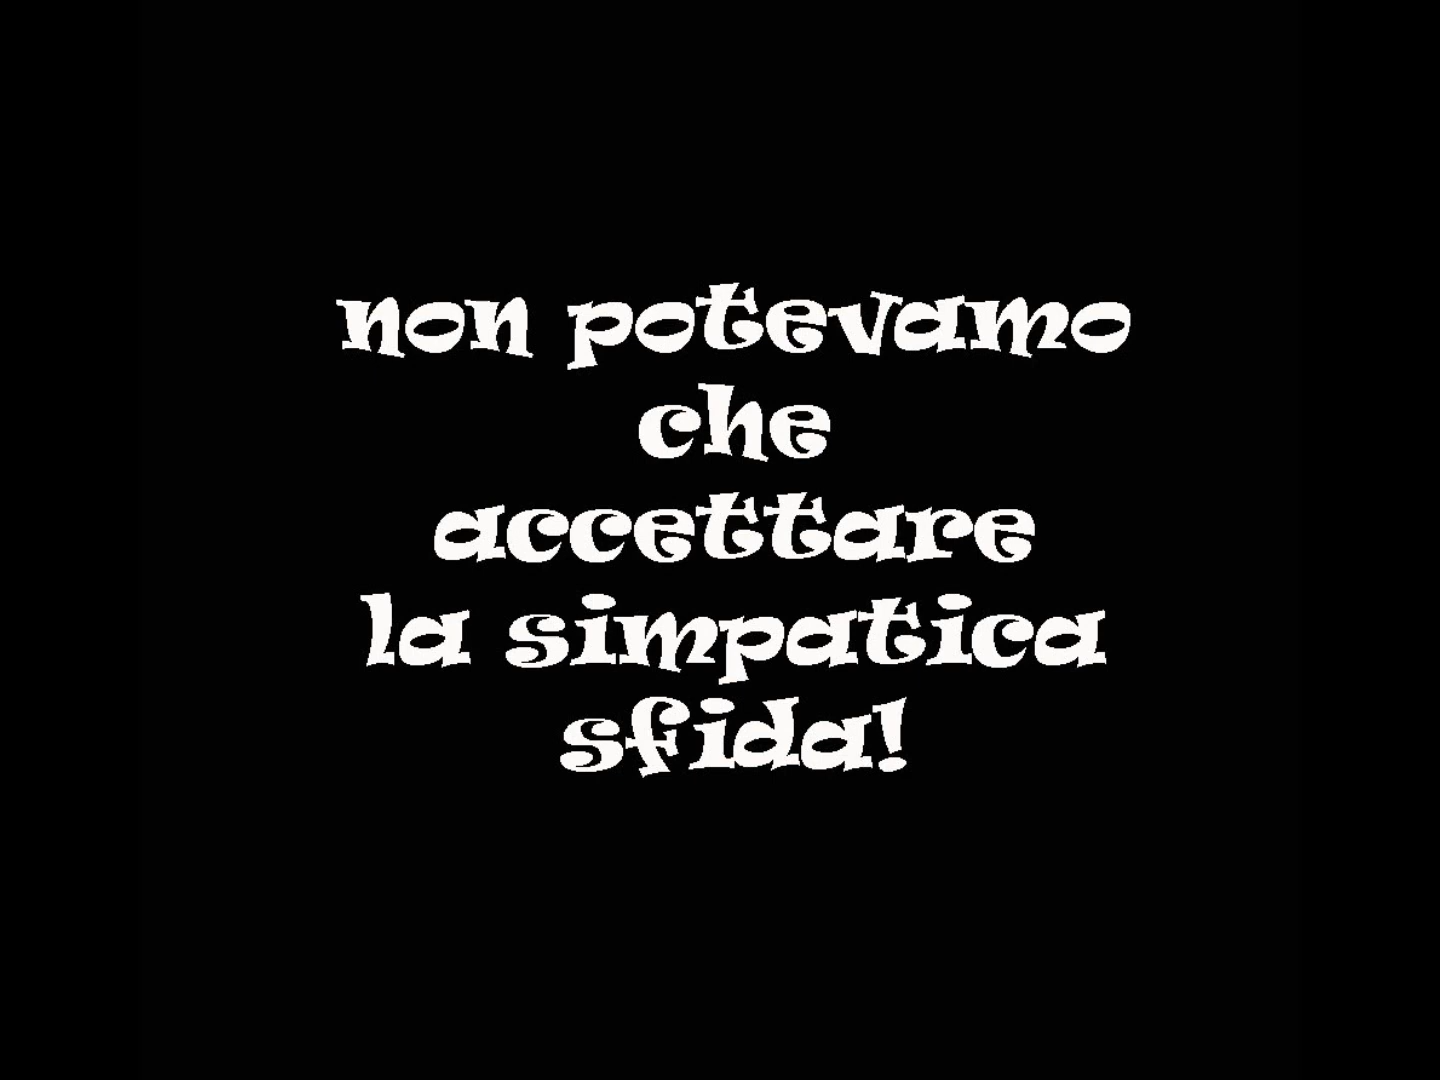 non potevamo
che
accettare
la simpatica
sfida!